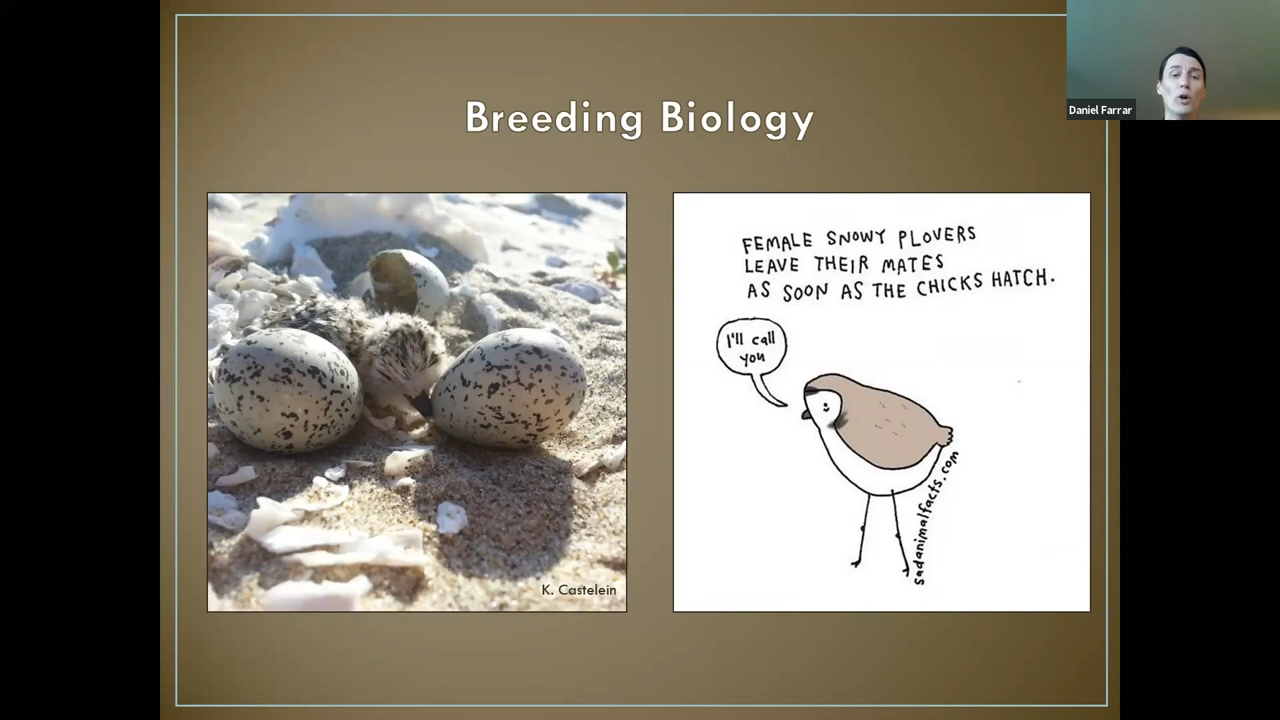 Breeding Biology
Daniel Farrar
K. Castelein
FEMALE SNOWY PLOVERS
LEAVE THEIR MATES
AS SOON AS THE CHICKS HATCH.
I'll call
you
sadanimalfacts.com